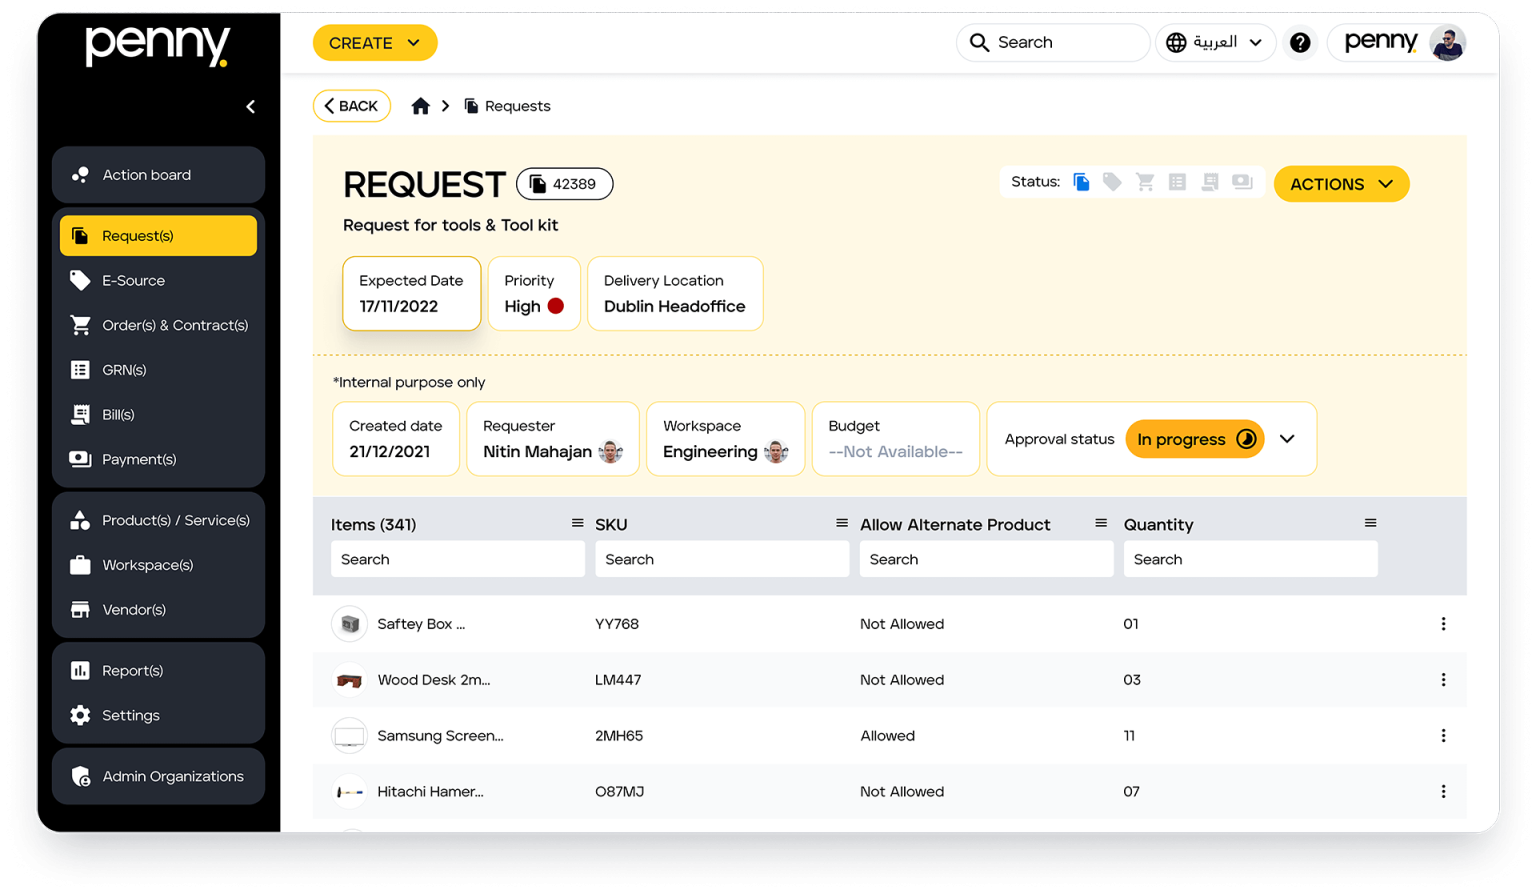 penny.
CREATE
Search
العربية
?
penny.
BACK
Requests
Action board
Request(s)
E-Source
Order(s) & Contract(s)
GRN(s)
Bill(s)
Payment(s)
Product(s) / Service(s)
Workspace(s)
Vendor(s)
Report(s)
Settings
Admin Organizations
REQUEST
42389
Status:
ACTIONS
Request for tools & Tool kit
Expected Date
17/11/2022
Priority
High
Delivery Location
Dublin Headoffice
*Internal purpose only
Created date
21/12/2021
Requester
Nitin Mahajan
Workspace
Engineering
Budget
--Not Available--
Approval status
In progress
Items (341)
SKU
Allow Alternate Product
Quantity
Search
Search
Search
Search
Saftey Box ...
YY768
Not Allowed
01
Wood Desk 2m...
LM447
Not Allowed
03
Samsung Screen...
2MH65
Allowed
11
Hitachi Hamer...
O87MJ
Not Allowed
07